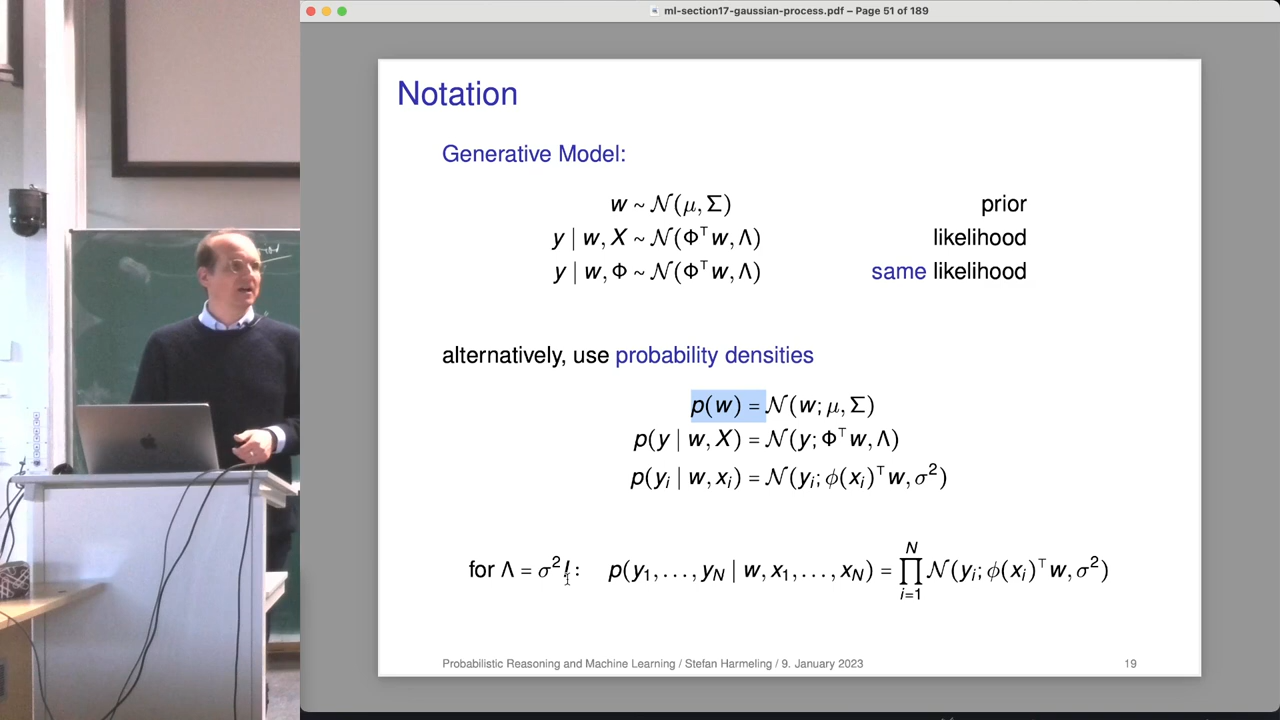 ml-section17-gaussian-process.pdf – Page 51 of 189
Notation
Generative Model:
w ~ 𝒩(μ, Σ) prior
y | w, X ~ 𝒩(Φ⊤w, Λ) likelihood
y | w, Φ ~ 𝒩(Φ⊤w, Λ) same likelihood
alternatively, use probability densities
p(w) = 𝒩(w; μ, Σ)
p(y | w, X) = 𝒩(y; Φ⊤w, Λ)
p(yᵢ | w, xᵢ) = 𝒩(yᵢ; ϕ(xᵢ)⊤w, σ²)
for Λ = σ²I: p(y₁, …, y_N | w, x₁, …, x_N) = ∏_{i=1}^{N} 𝒩(yᵢ; ϕ(xᵢ)⊤w, σ²)
Probabilistic Reasoning and Machine Learning / Stefan Harmeling / 9. January 2023 19